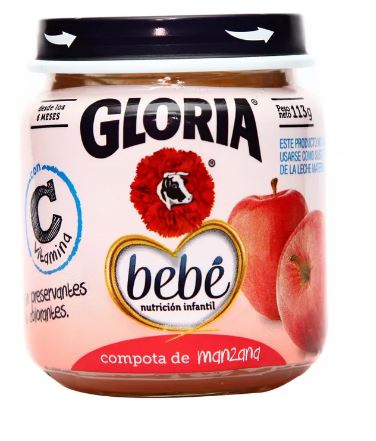 desde los
6 MESES
GLORIA®
Peso
neto 113g
ESTE PRODUCTO
USARSE COMO
DE LA LECHE
con
C
vitamina
®
bebé
nutrición infantil
preservantes
colorantes.
compota de manzana